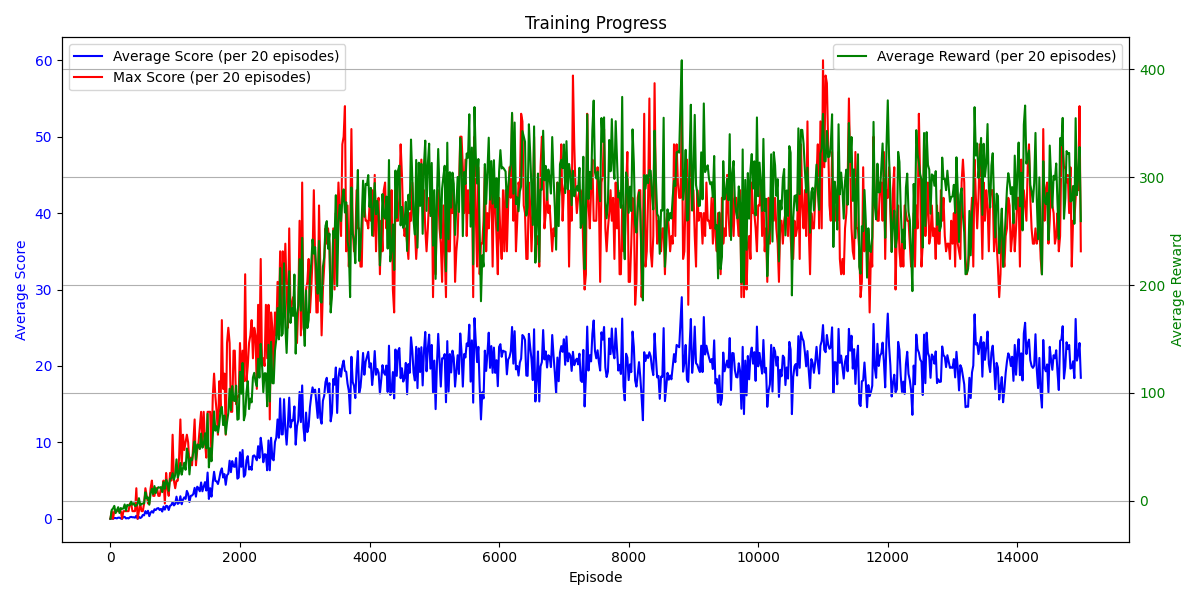 Training Progress
Average Score (per 20 episodes)
Max Score (per 20 episodes)
Average Reward (per 20 episodes)
60
50
40
30
20
10
0
Average Score
400
300
200
100
0
Average Reward
0 2000 4000 6000 8000 10000 12000 14000
Episode